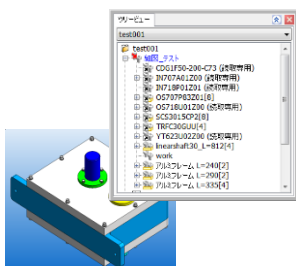 ツリービュー
test001
test001
組図_テスト
CDG1F50-200-C73 (読取専用)
IN707A01Z00 (読取専用)
IN718P01Z01 (読取専用)
OS707P83Z01[8]
OS718U01Z00 (読取専用)
SCS3015CP2[8]
TRFC30GUU[4]
YT623U02Z00 (読取専用)
linearshaft30_L=812[4]
work
アルミフレーム L=240[2]
アルミフレーム L=290[2]
アルミフレーム L=335[4]